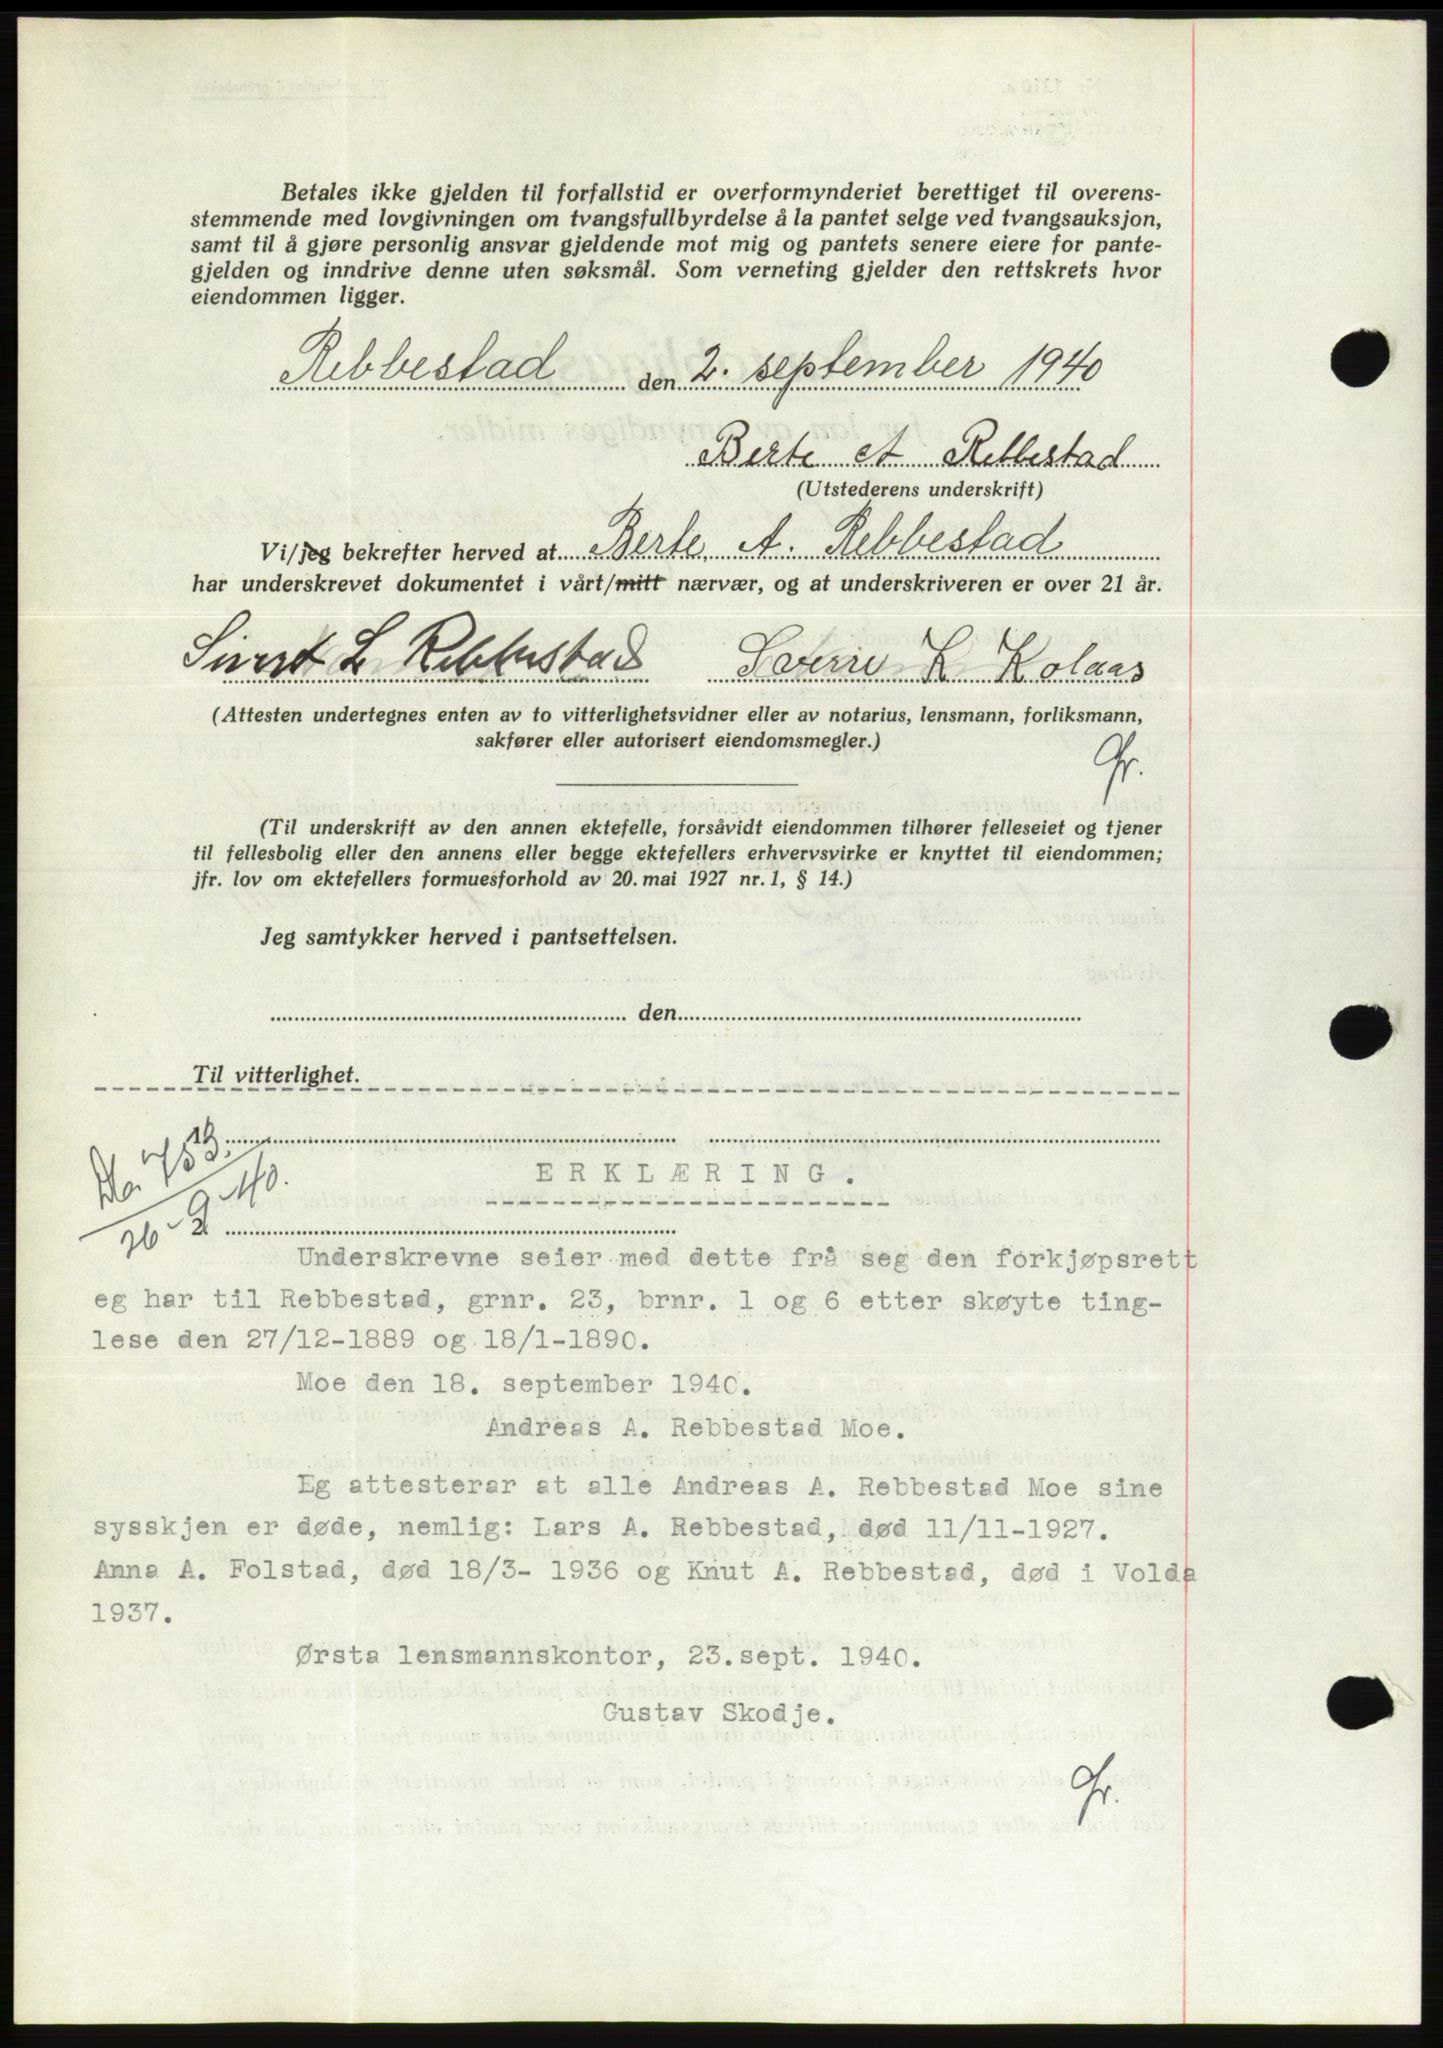 Betales ikke gjelden til forfallstid er overformynderiet berettiget til overens-
stemmende med lovgivningen om tvangsfullbyrdelse å la pantet selge ved tvangsauksjon,
samt til å gjøre personlig ansvar gjeldende mot mig og pantets senere eiere for pante-
gjelden og inndrive denne uten søksmål. Som verneting gjelder den rettskrets hvor
eiendommen ligger.
Rebbestad den 2. september 1940
Berte A Rebbestad
(Utstederens underskrift)
Vi/jeg bekrefter herved at Berte A. Rebbestad
har underskrevet dokumentet i vårt/mitt nærvær, og at underskriveren er over 21 år.
Sivert L Rebbestad Sverre K Kolaas
(Attesten undertegnes enten av to vitterlighetsvidner eller av notarius, lensmann, forliksmann,
sakfører eller autorisert eiendomsmegler.)
Gr.
(Til underskrift av den annen ektefelle, forsåvidt eiendommen tilhører felleseiet og tjener
til fellesbolig eller den annens eller begge ektefellers erhvervsvirke er knyttet til eiendommen;
jfr. lov om ektefellers formuesforhold av 20. mai 1927 nr. 1, § 14.)
Jeg samtykker herved i pantsettelsen.
den
Til vitterlighet.
1
753.
ERKLÆRING.
26-9-40.
2
Underskrevne seier med dette frå seg den forkjøpsrett
eg har til Rebbestad, grnr. 23, brnr. 1 og 6 etter skøyte ting-
lese den 27/12-1889 og 18/1-1890.
Moe den 18. september 1940.
Andreas A. Rebbestad Moe.
Eg attesterar at alle Andreas A. Rebbestad Moe sine
sysskjen er døde, nemlig: Lars A. Rebbestad, død 11/11-1927.
Anna A. Folstad, død 18/3- 1936 og Knut A. Rebbestad, død i Volda
1937.
Ørsta lensmannskontor, 23.sept. 1940.
Gustav Skodje.
Gr.